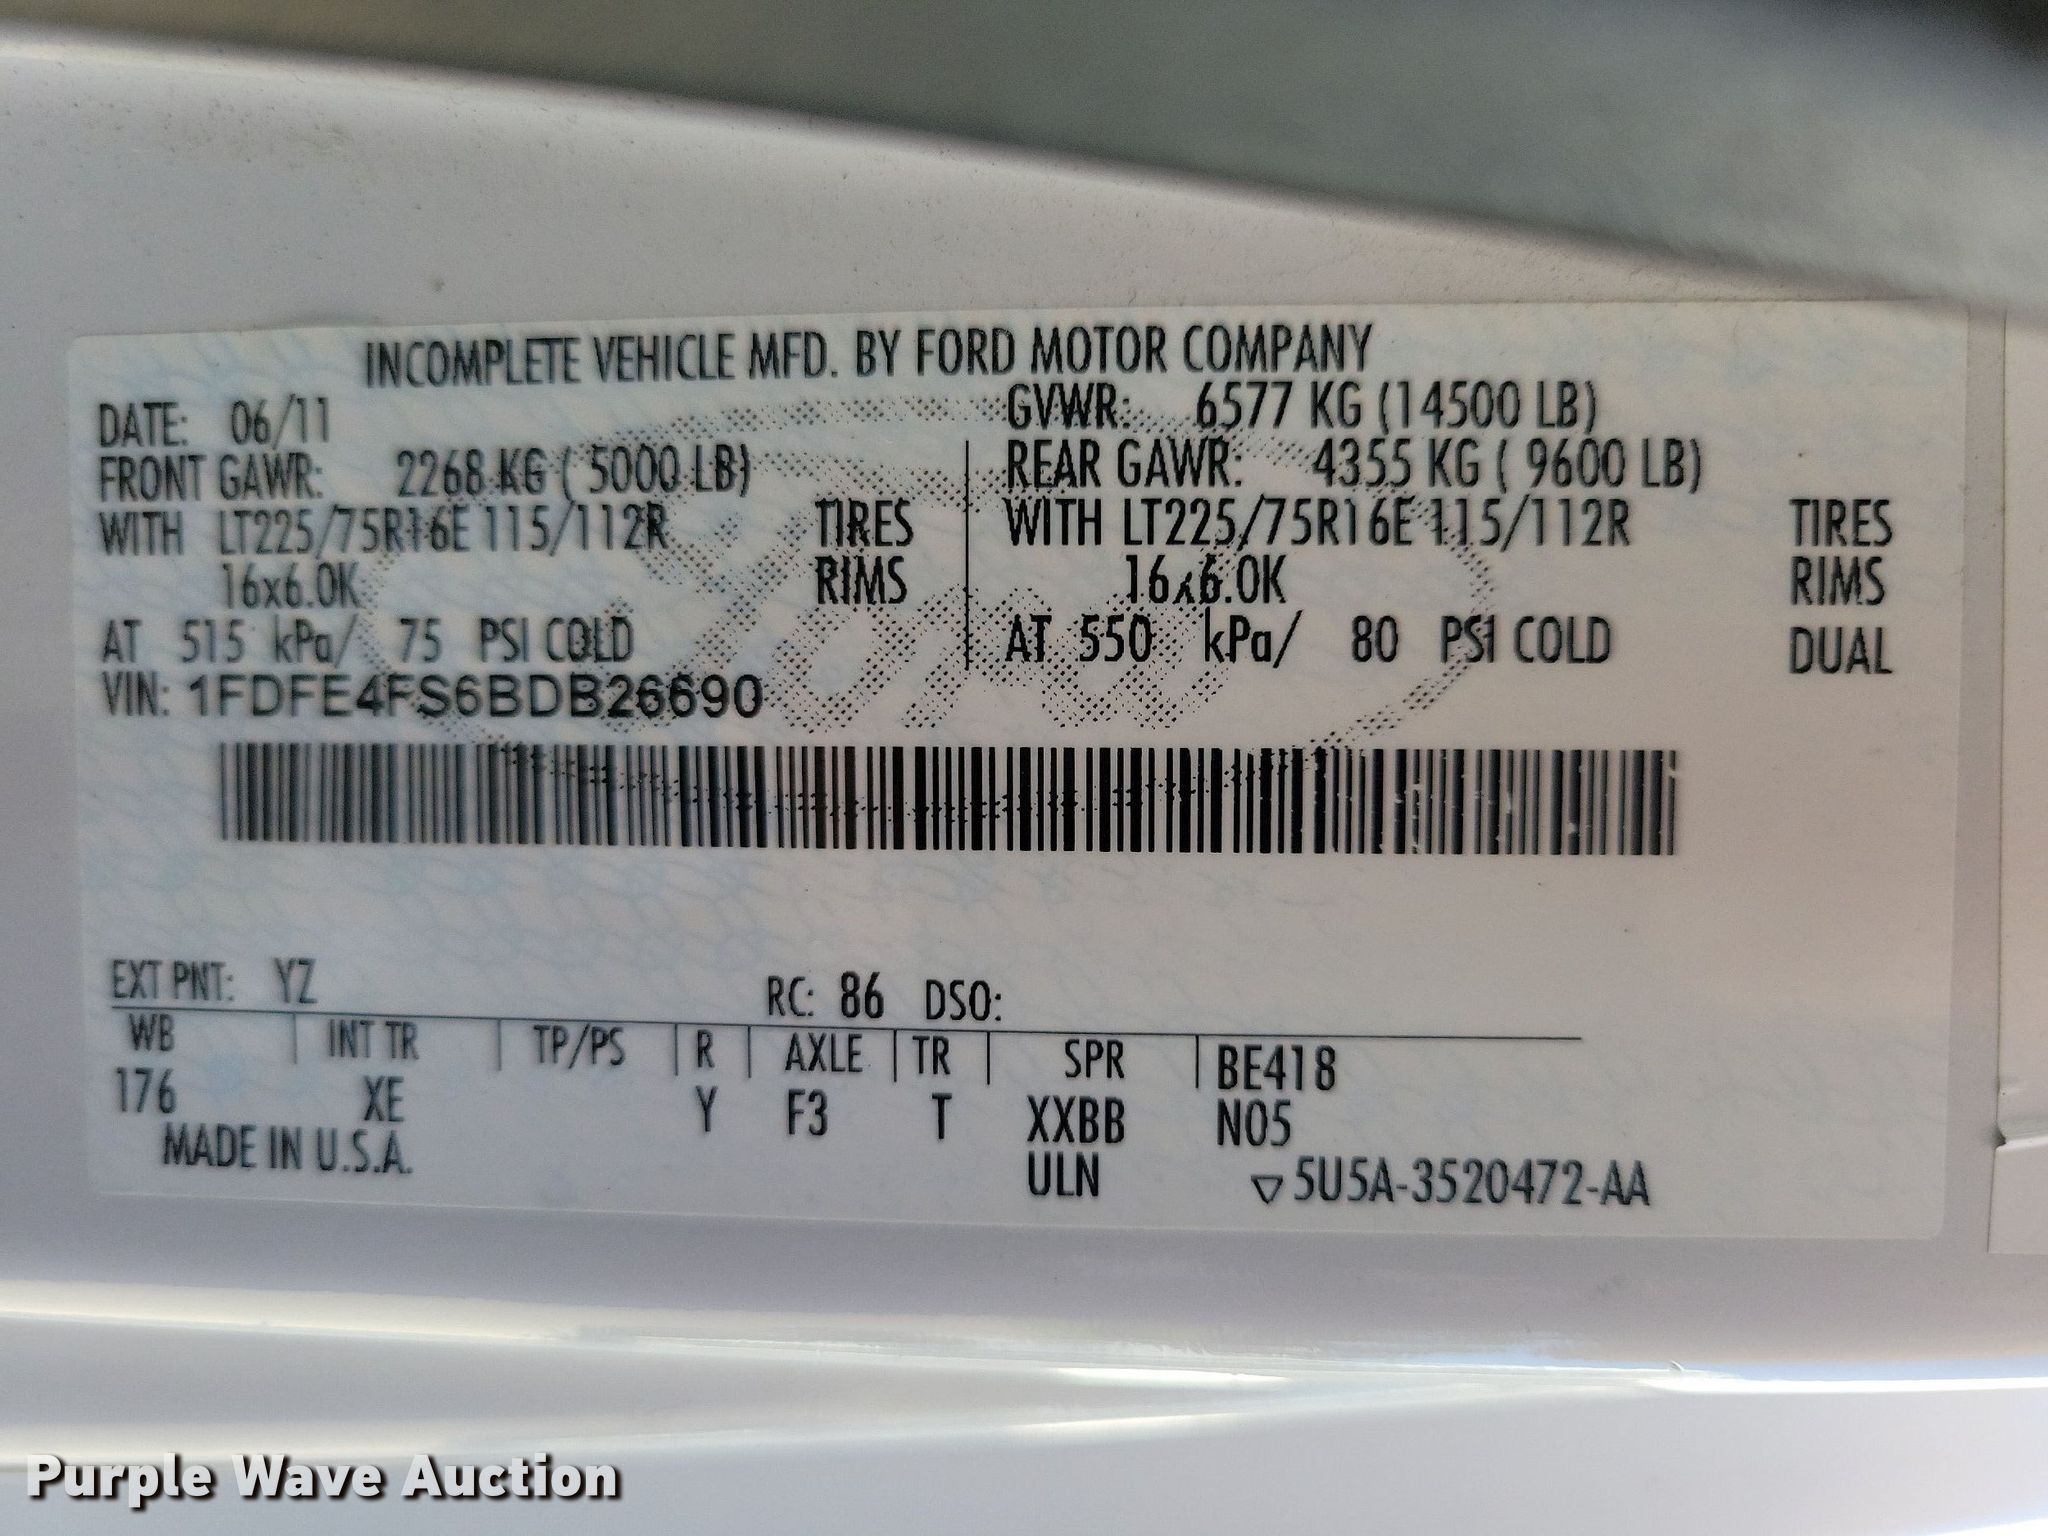 INCOMPLETE VEHICLE MFD. BY FORD MOTOR COMPANY
DATE: 06/11 GVWR: 6577 KG (14500 LB)
FRONT GAWR: 2268 KG ( 5000 LB) REAR GAWR: 4355 KG ( 9600 LB)
WITH LT225/75R16E 115/112R TIRES WITH LT225/75R16E 115/112R TIRES
16x6.0K RIMS 16x6.0K RIMS
AT 515 kPa/ 75 PSI COLD AT 550 kPa/ 80 PSI COLD DUAL
VIN: 1FDFE4FS6BDB26690
Ford
EXT PNT: YZ RC: 86 DSO:
WB INT TR TP/PS R AXLE TR SPR BE418
176 XE Y F3 T XXBB N05
MADE IN U.S.A. ULN ▽5U5A-3520472-AA
Purple Wave Auction